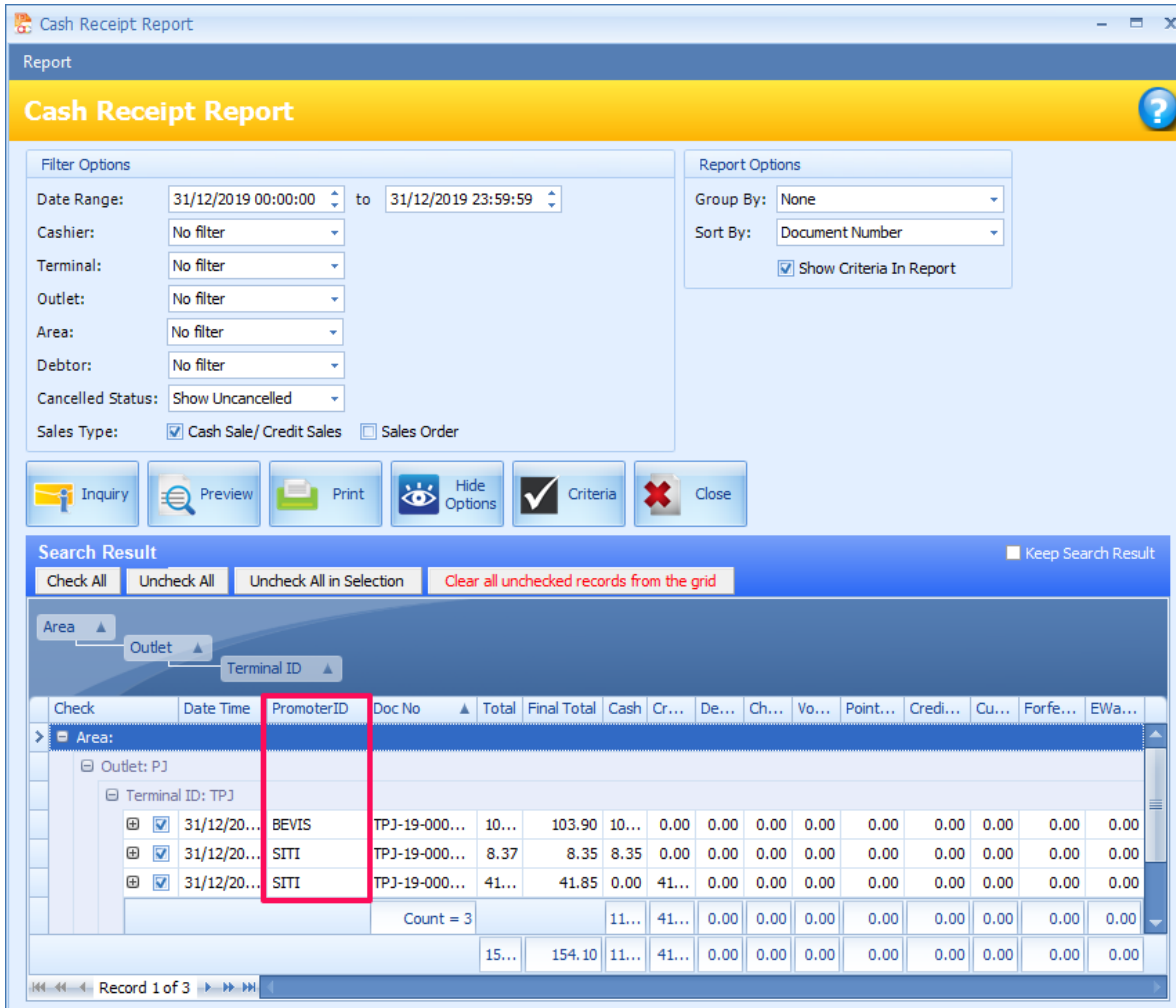 Cash Receipt Report
Report
Cash Receipt Report
?
Filter Options
Report Options
Date Range: 31/12/2019 00:00:00 to 31/12/2019 23:59:59
Group By: None
Cashier: No filter
Sort By: Document Number
Terminal: No filter
Show Criteria In Report
Outlet: No filter
Area: No filter
Debtor: No filter
Cancelled Status: Show Uncancelled
Sales Type: Cash Sale/ Credit Sales Sales Order
Inquiry Preview Print Hide Options Criteria Close
Search Result Keep Search Result
Check All Uncheck All Uncheck All in Selection Clear all unchecked records from the grid
Area
Outlet
Terminal ID
Check Date Time PromoterID Doc No Total Final Total Cash Cr... De... Ch... Vo... Point... Credi... Cu... Forfe... EWa...
Area:
Outlet: PJ
Terminal ID: TPJ
31/12/20... BEVIS TPJ-19-000... 10... 103.90 10... 0.00 0.00 0.00 0.00 0.00 0.00 0.00 0.00 0.00
31/12/20... SITI TPJ-19-000... 8.37 8.35 8.35 0.00 0.00 0.00 0.00 0.00 0.00 0.00 0.00 0.00
31/12/20... SITI TPJ-19-000... 41... 41.85 0.00 41... 0.00 0.00 0.00 0.00 0.00 0.00 0.00 0.00
Count = 3 11... 41... 0.00 0.00 0.00 0.00 0.00 0.00 0.00 0.00
15... 154.10 11... 41... 0.00 0.00 0.00 0.00 0.00 0.00 0.00 0.00
Record 1 of 3